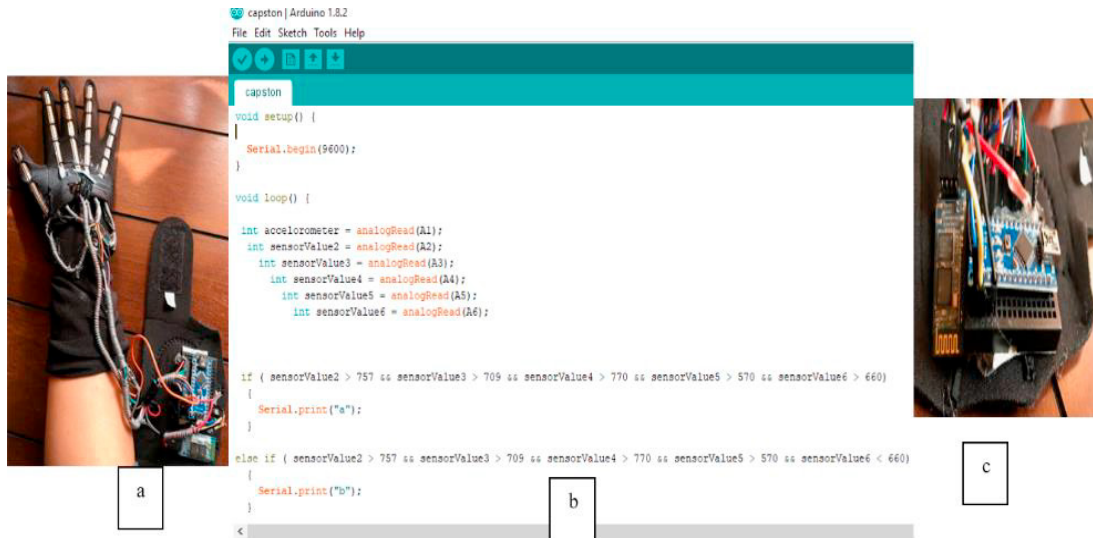 capston | Arduino 1.8.2
File Edit Sketch Tools Help
capston
void setup() {
Serial.begin(9600);
}
void loop() {
int accelorometer = analogRead(A1);
int sensorValue2 = analogRead(A2);
int sensorValue3 = analogRead(A3);
int sensorValue4 = analogRead(A4);
int sensorValue5 = analogRead(A5);
int sensorValue6 = analogRead(A6);
if ( sensorValue2 > 757 && sensorValue3 > 709 && sensorValue4 > 770 && sensorValue5 > 570 && sensorValue6 > 660)
{
Serial.print("a");
}
else if ( sensorValue2 > 757 && sensorValue3 > 709 && sensorValue4 > 770 && sensorValue5 > 570 && sensorValue6 < 660)
{
Serial.print("b");
}
a
b
c